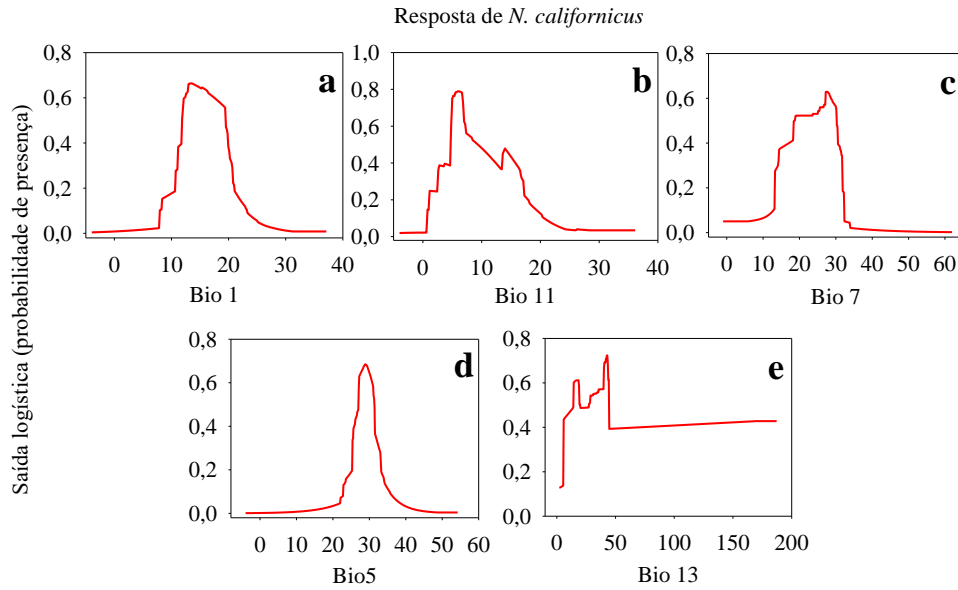 Resposta de N. californicus
Saída logística (probabilidade de presença)
0,8
0,6
0,4
0,2
0,0
a
0 10 20 30 40
Bio 1
1,0
0,8
0,6
0,4
0,2
0,0
b
0 10 20 30 40
Bio 11
0,8
0,6
0,4
0,2
0,0
c
0 10 20 30 40 50 60
Bio 7
0,8
0,6
0,4
0,2
0,0
d
0 10 20 30 40 50 60
Bio5
0,8
0,6
0,4
0,2
0,0
e
0 50 100 150 200
Bio 13